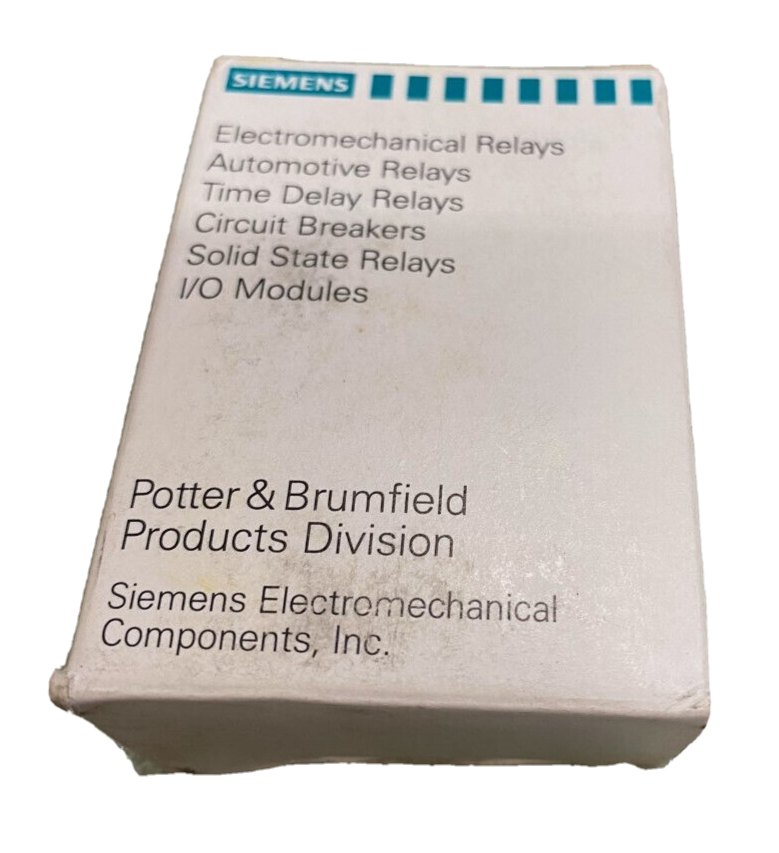 SIEMENS
Electromechanical Relays
Automotive Relays
Time Delay Relays
Circuit Breakers
Solid State Relays
I/O Modules
Potter & Brumfield
Products Division
Siemens Electromechanical
Components, Inc.